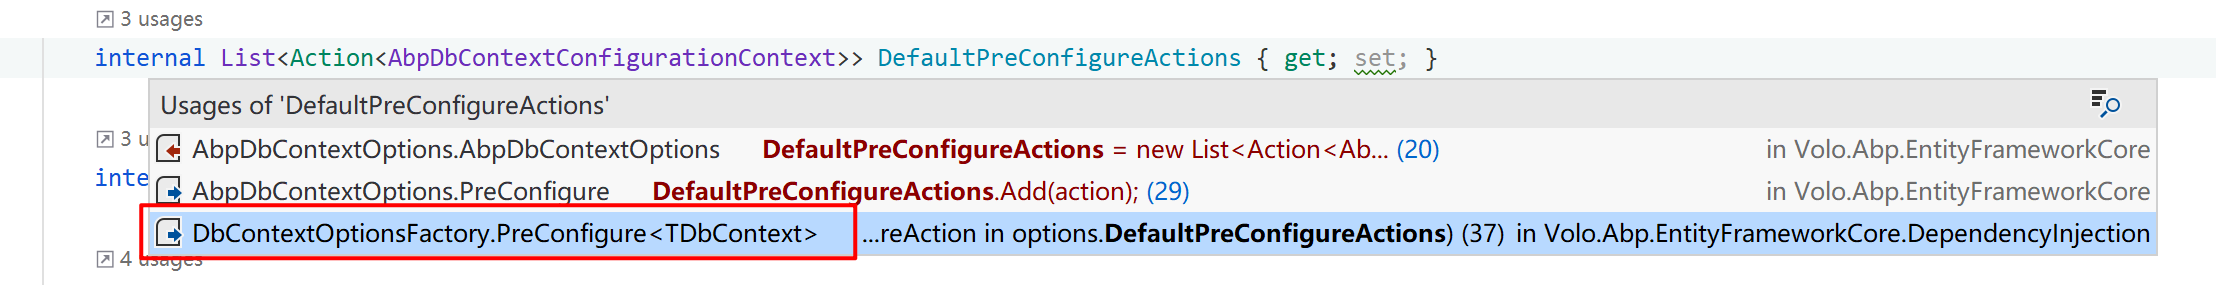 3 usages
internal List<Action<AbpDbContextConfigurationContext>> DefaultPreConfigureActions { get; set; }
Usages of 'DefaultPreConfigureActions'
3 u
AbpDbContextOptions.AbpDbContextOptions DefaultPreConfigureActions = new List<Action<Ab... (20) in Volo.Abp.EntityFrameworkCore
inte
AbpDbContextOptions.PreConfigure DefaultPreConfigureActions.Add(action); (29) in Volo.Abp.EntityFrameworkCore
DbContextOptionsFactory.PreConfigure<TDbContext> ...reAction in options.DefaultPreConfigureActions) (37) in Volo.Abp.EntityFrameworkCore.DependencyInjection
4 usages